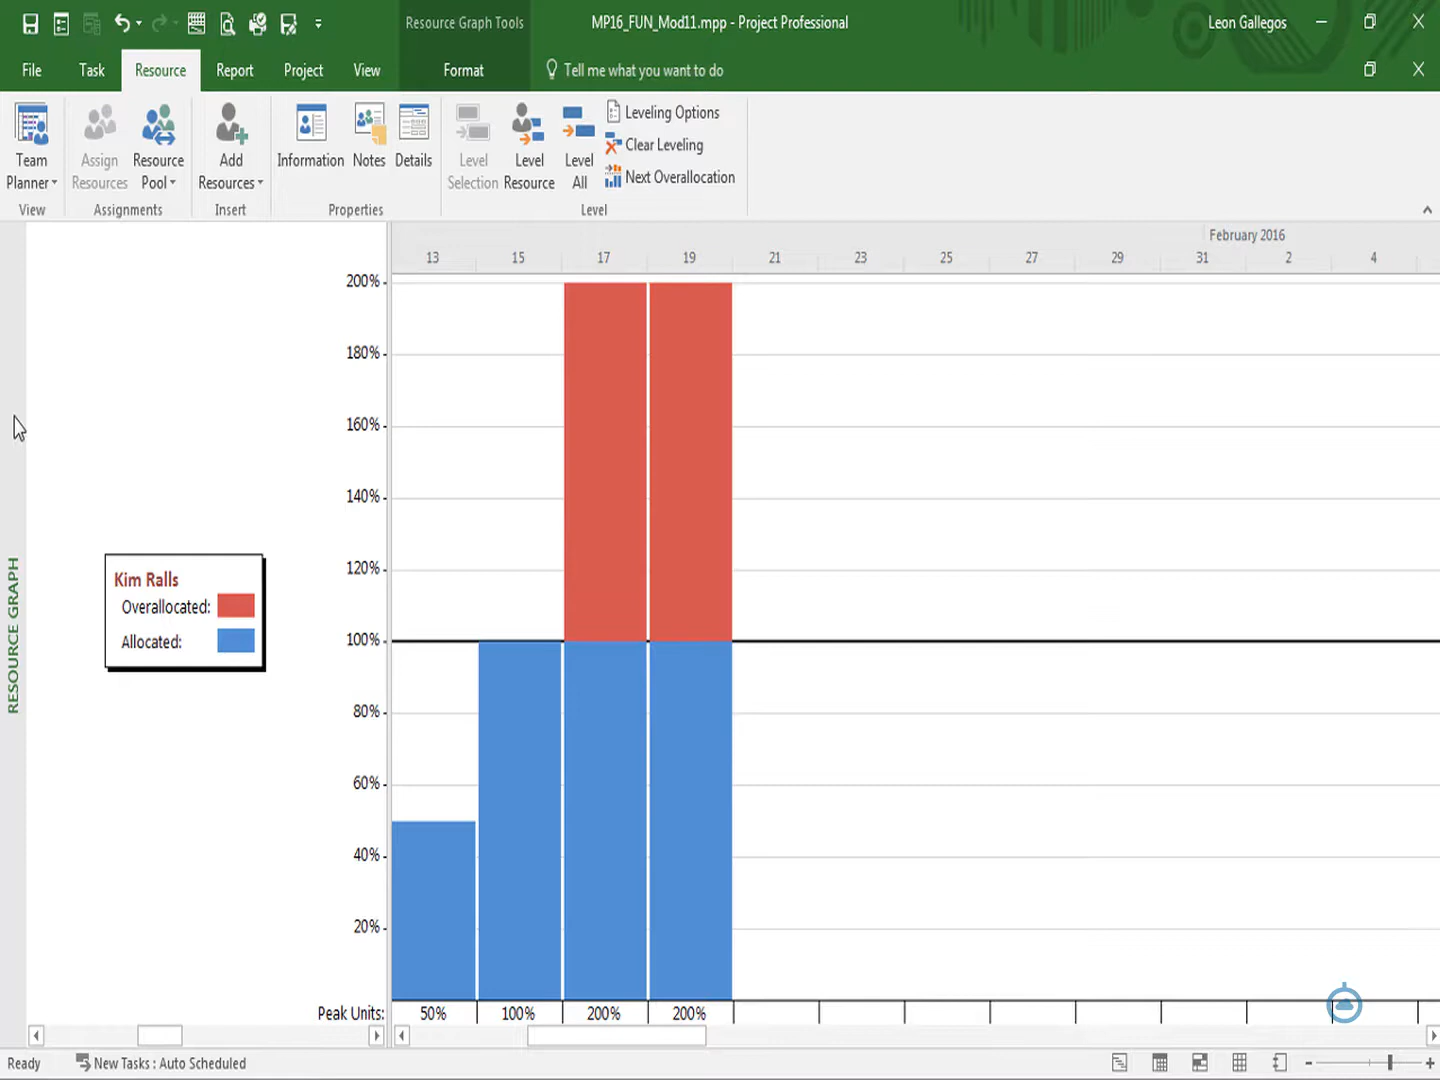 Resource Graph Tools
MP16_FUN_Mod11.mpp - Project Professional
Leon Gallegos
File
Task
Resource
Report
Project
View
Format
Tell me what you want to do
Team Planner
Assign Resources
Resource Pool
Add Resources
Information
Notes
Details
Level Selection
Level Resource
Level All
Leveling Options
Clear Leveling
Next Overallocation
View
Assignments
Insert
Properties
Level
February 2016
13 15 17 19 21 23 25 27 29 31 2 4
200%
180%
160%
140%
120%
100%
80%
60%
40%
20%
Kim Ralls
Overallocated:
Allocated:
RESOURCE GRAPH
Peak Units: 50% 100% 200% 200%
Ready
New Tasks : Auto Scheduled